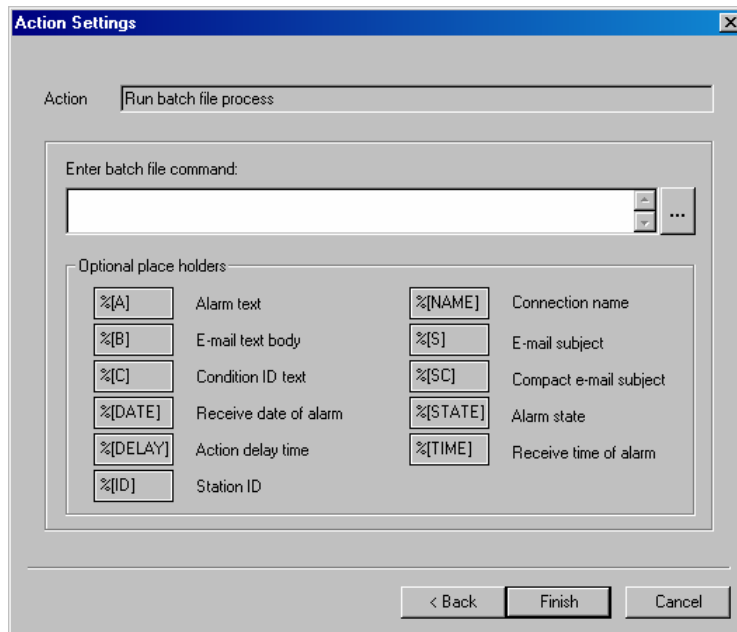 Action Settings
Action Run batch file process
Enter batch file command:
...
Optional place holders
%[A] Alarm text %[NAME] Connection name
%[B] E-mail text body %[S] E-mail subject
%[C] Condition ID text %[SC] Compact e-mail subject
%[DATE] Receive date of alarm %[STATE] Alarm state
%[DELAY] Action delay time %[TIME] Receive time of alarm
%[ID] Station ID
< Back Finish Cancel